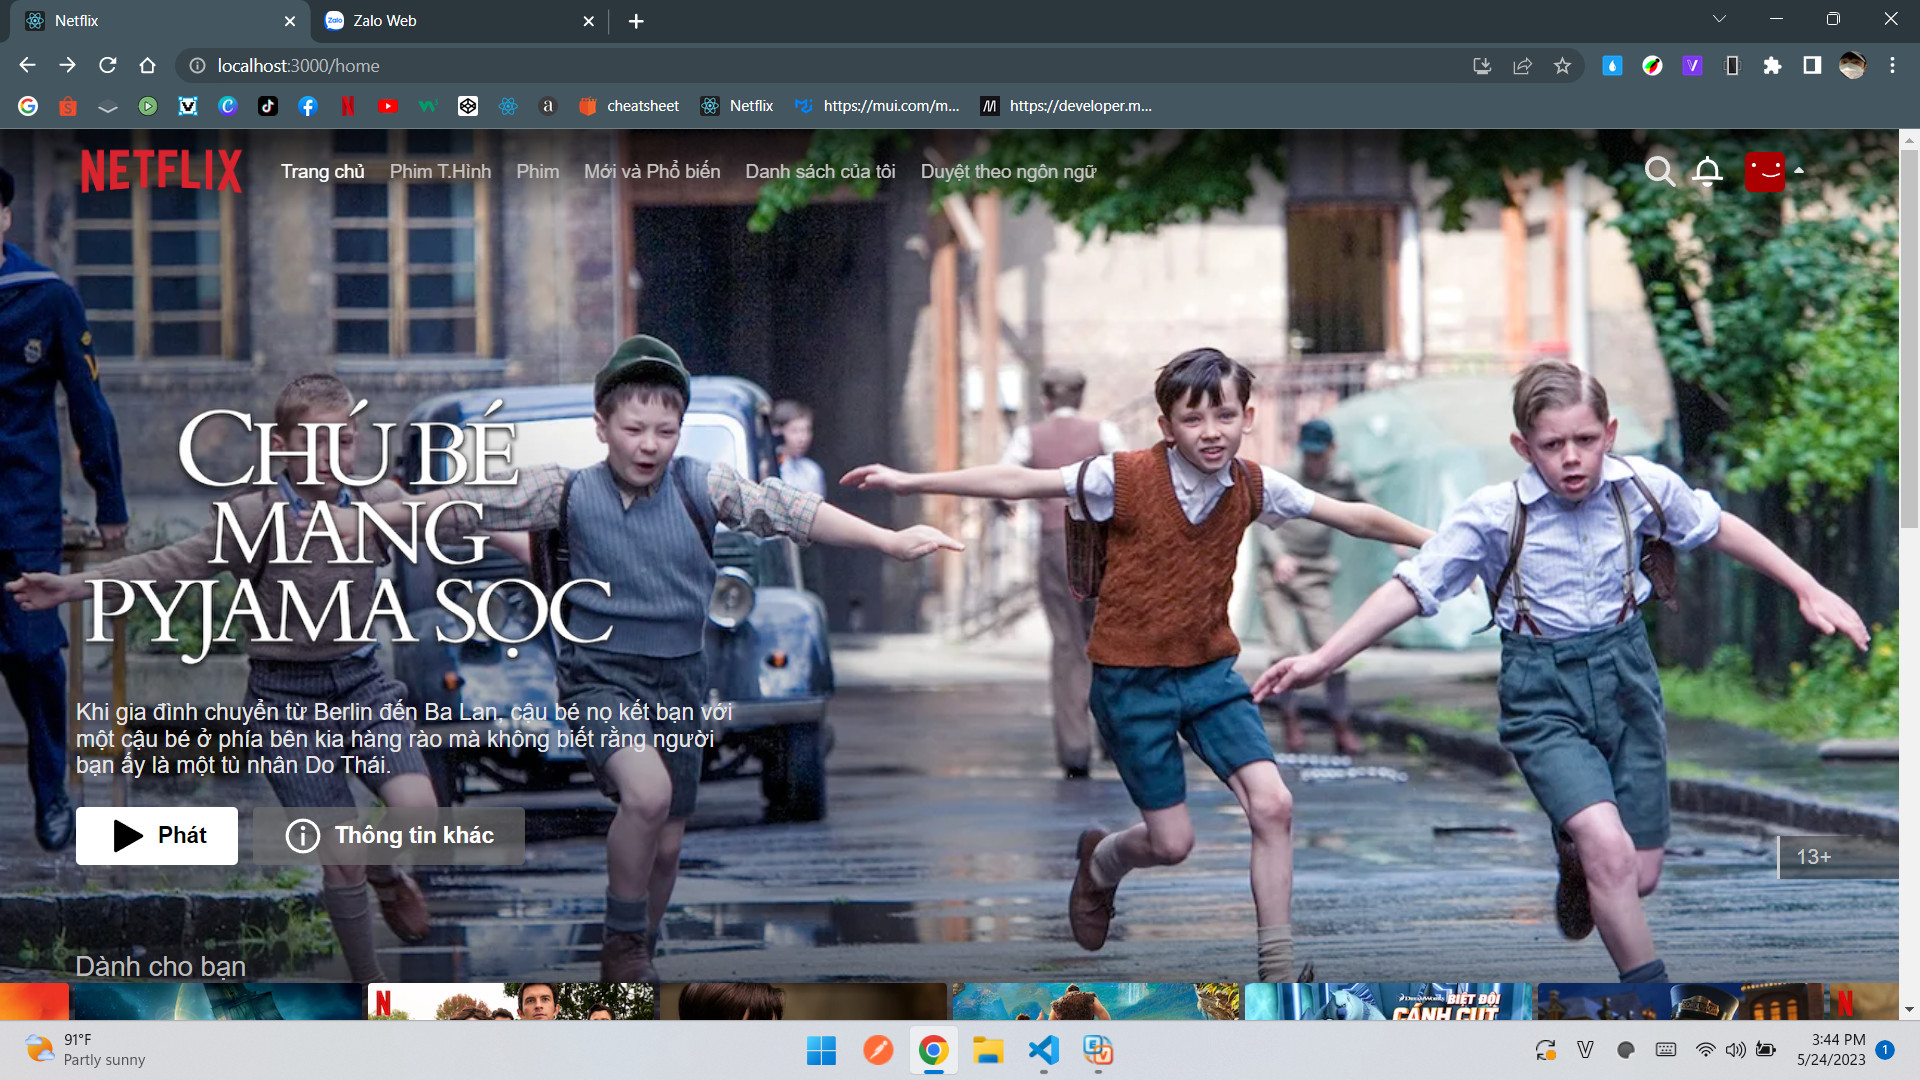 Netflix
Zalo
Zalo Web
localhost:3000/home
cheatsheet
Netflix
https://mui.com/m...
https://developer.m...
NETFLIX
Trang chủ
Phim T.Hình
Phim
Mới và Phổ biến
Danh sách của tôi
Duyệt theo ngôn ngữ
CHÚ BÉ
MANG
PYJAMA SỌC
Khi gia đình chuyển từ Berlin đến Ba Lan, cậu bé nọ kết bạn với
một cậu bé ở phía bên kia hàng rào mà không biết rằng người
bạn ấy là một tù nhân Do Thái.
Phát
Thông tin khác
13+
Dành cho bạn
N
DREAMWORKS
BIỆT ĐỘI
CÁNH CỤT
N
91°F
Partly sunny
3:44 PM
5/24/2023
1